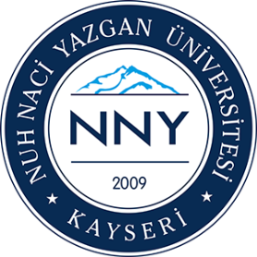 NUH NACİ YAZGAN ÜNİVERSİTESİ
NNY
2009
KAYSERİ